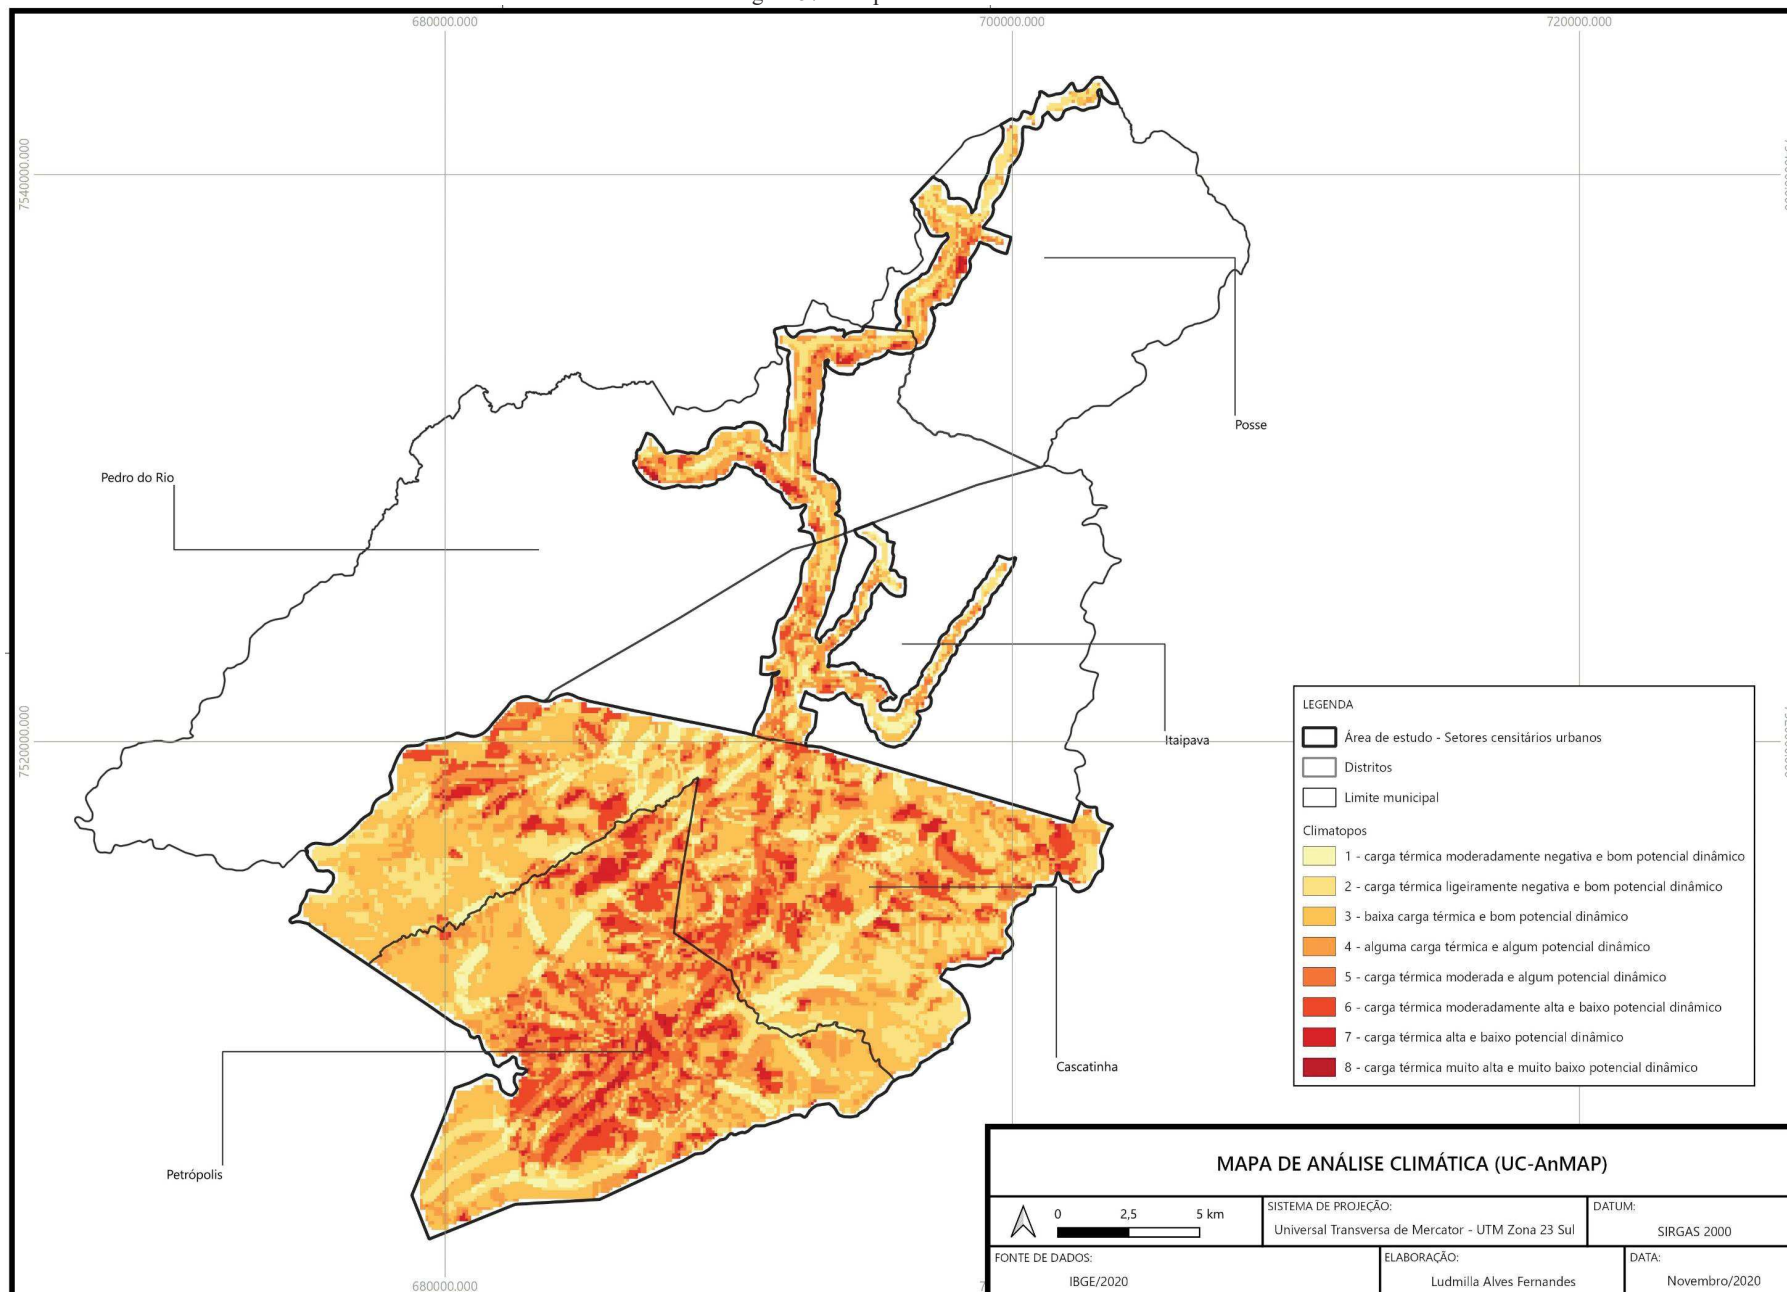 680000.000
700000.000
720000.000
7540000.000
Posse
Pedro do Rio
7520000.000
Itaipava
LEGENDA
Área de estudo - Setores censitários urbanos
Distritos
Limite municipal
Climatopos
1 - carga térmica moderadamente negativa e bom potencial dinâmico
2 - carga térmica ligeiramente negativa e bom potencial dinâmico
3 - baixa carga térmica e bom potencial dinâmico
4 - alguma carga térmica e algum potencial dinâmico
5 - carga térmica moderada e algum potencial dinâmico
6 - carga térmica moderadamente alta e baixo potencial dinâmico
7 - carga térmica alta e baixo potencial dinâmico
8 - carga térmica muito alta e muito baixo potencial dinâmico
Cascatinha
Petrópolis
MAPA DE ANÁLISE CLIMÁTICA (UC-AnMAP)
0 2,5 5 km
SISTEMA DE PROJEÇÃO:
Universal Transversa de Mercator - UTM Zona 23 Sul
DATUM:
SIRGAS 2000
FONTE DE DADOS:
IBGE/2020
ELABORAÇÃO:
Ludmilla Alves Fernandes
DATA:
Novembro/2020
680000.000